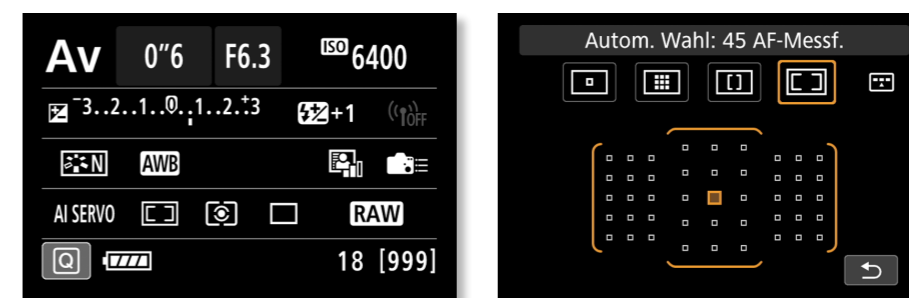 Av 0"6 F6.3 ISO 6400
-3..2..1..0..1..2..+3 +1 OFF
N AWB
AI SERVO RAW
Q 18 [999]
Autom. Wahl: 45 AF-Messf.